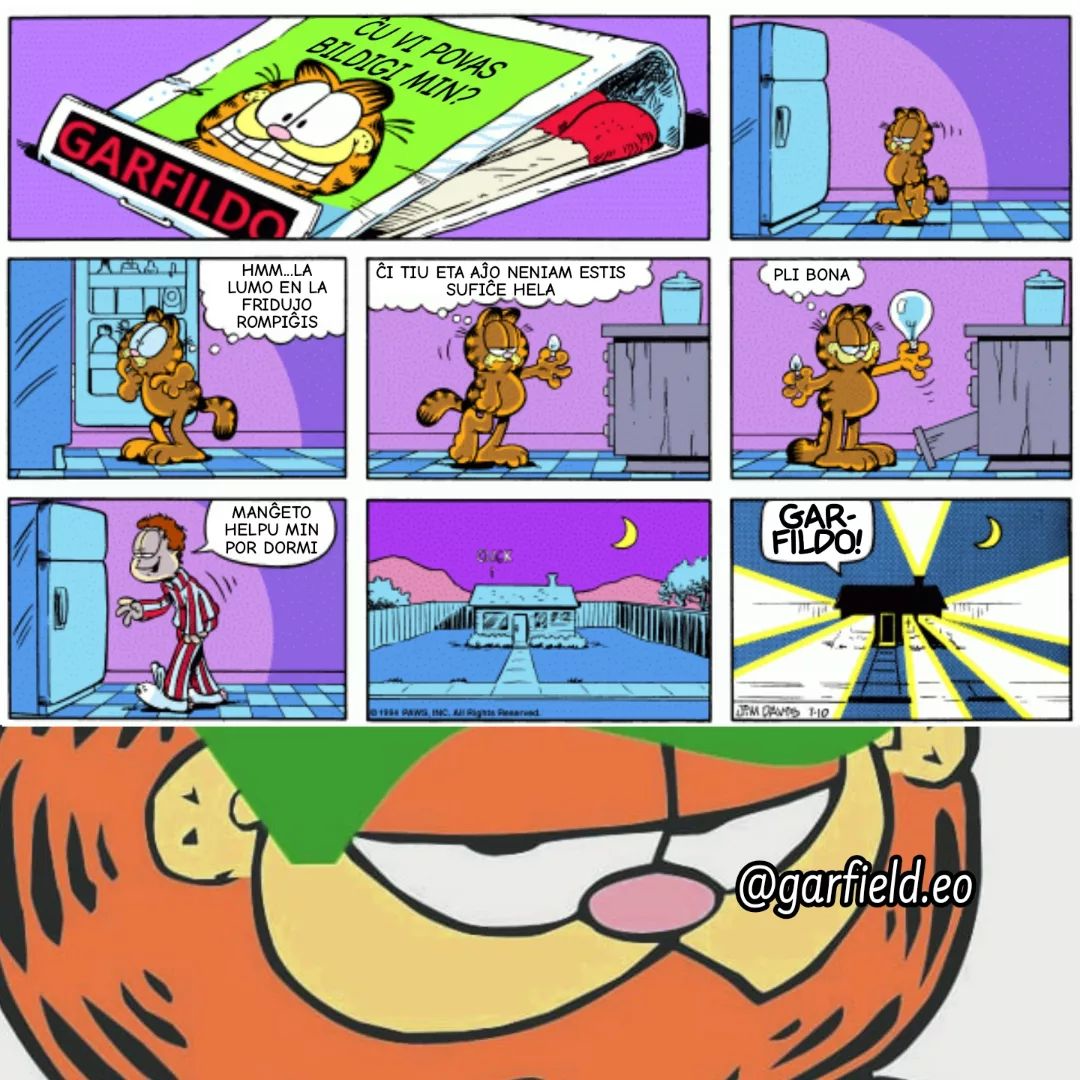 ĈU VI POVAS
BILDIGI MIN?
GARFILDO
HMM...LA
LUMO EN LA
FRIDUJO
ROMPIĜIS
ĈI TIU ETA AĴO NENIAM ESTIS
SUFIĈE HELA
PLI BONA
MANĜETO
HELPU MIN
POR DORMI
© 1994 PAWS, INC. All Rights Reserved.
GAR-
FILDO!
JIM DAVIS 7-10
@garfield.eo